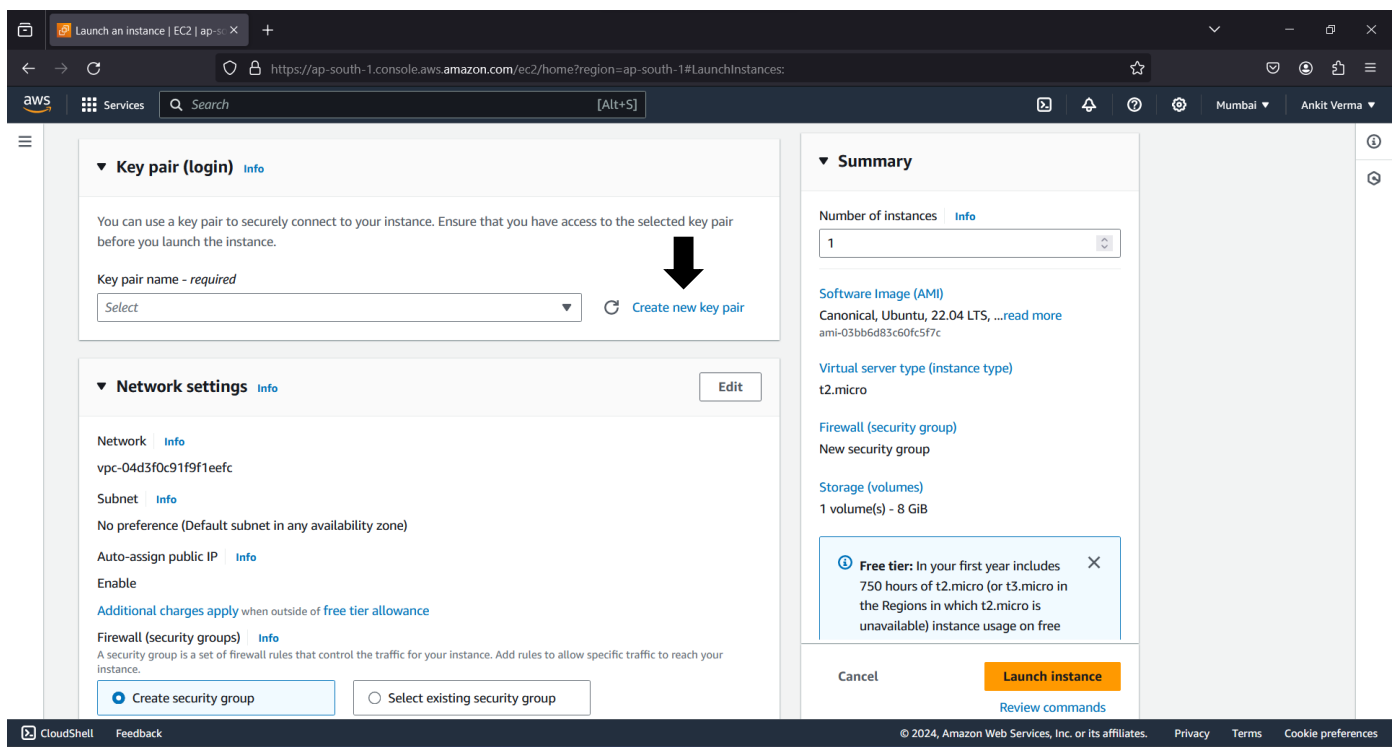 Launch an instance | EC2 | ap-so
https://ap-south-1.console.aws.amazon.com/ec2/home?region=ap-south-1#LaunchInstances:
aws Services Search [Alt+S] Mumbai Ankit Verma
Key pair (login) Info
You can use a key pair to securely connect to your instance. Ensure that you have access to the selected key pair
before you launch the instance.
Key pair name - required
Select Create new key pair
Network settings Info Edit
Network Info
vpc-04d3f0c91f9f1eefc
Subnet Info
No preference (Default subnet in any availability zone)
Auto-assign public IP Info
Enable
Additional charges apply when outside of free tier allowance
Firewall (security groups) Info
A security group is a set of firewall rules that control the traffic for your instance. Add rules to allow specific traffic to reach your
instance.
Create security group Select existing security group
Summary
Number of instances Info
1
Software Image (AMI)
Canonical, Ubuntu, 22.04 LTS, ...read more
ami-03bb6d83c60fc5f7c
Virtual server type (instance type)
t2.micro
Firewall (security group)
New security group
Storage (volumes)
1 volume(s) - 8 GiB
Free tier: In your first year includes
750 hours of t2.micro (or t3.micro in
the Regions in which t2.micro is
unavailable) instance usage on free
Cancel Launch instance
Review commands
CloudShell Feedback © 2024, Amazon Web Services, Inc. or its affiliates. Privacy Terms Cookie preferences